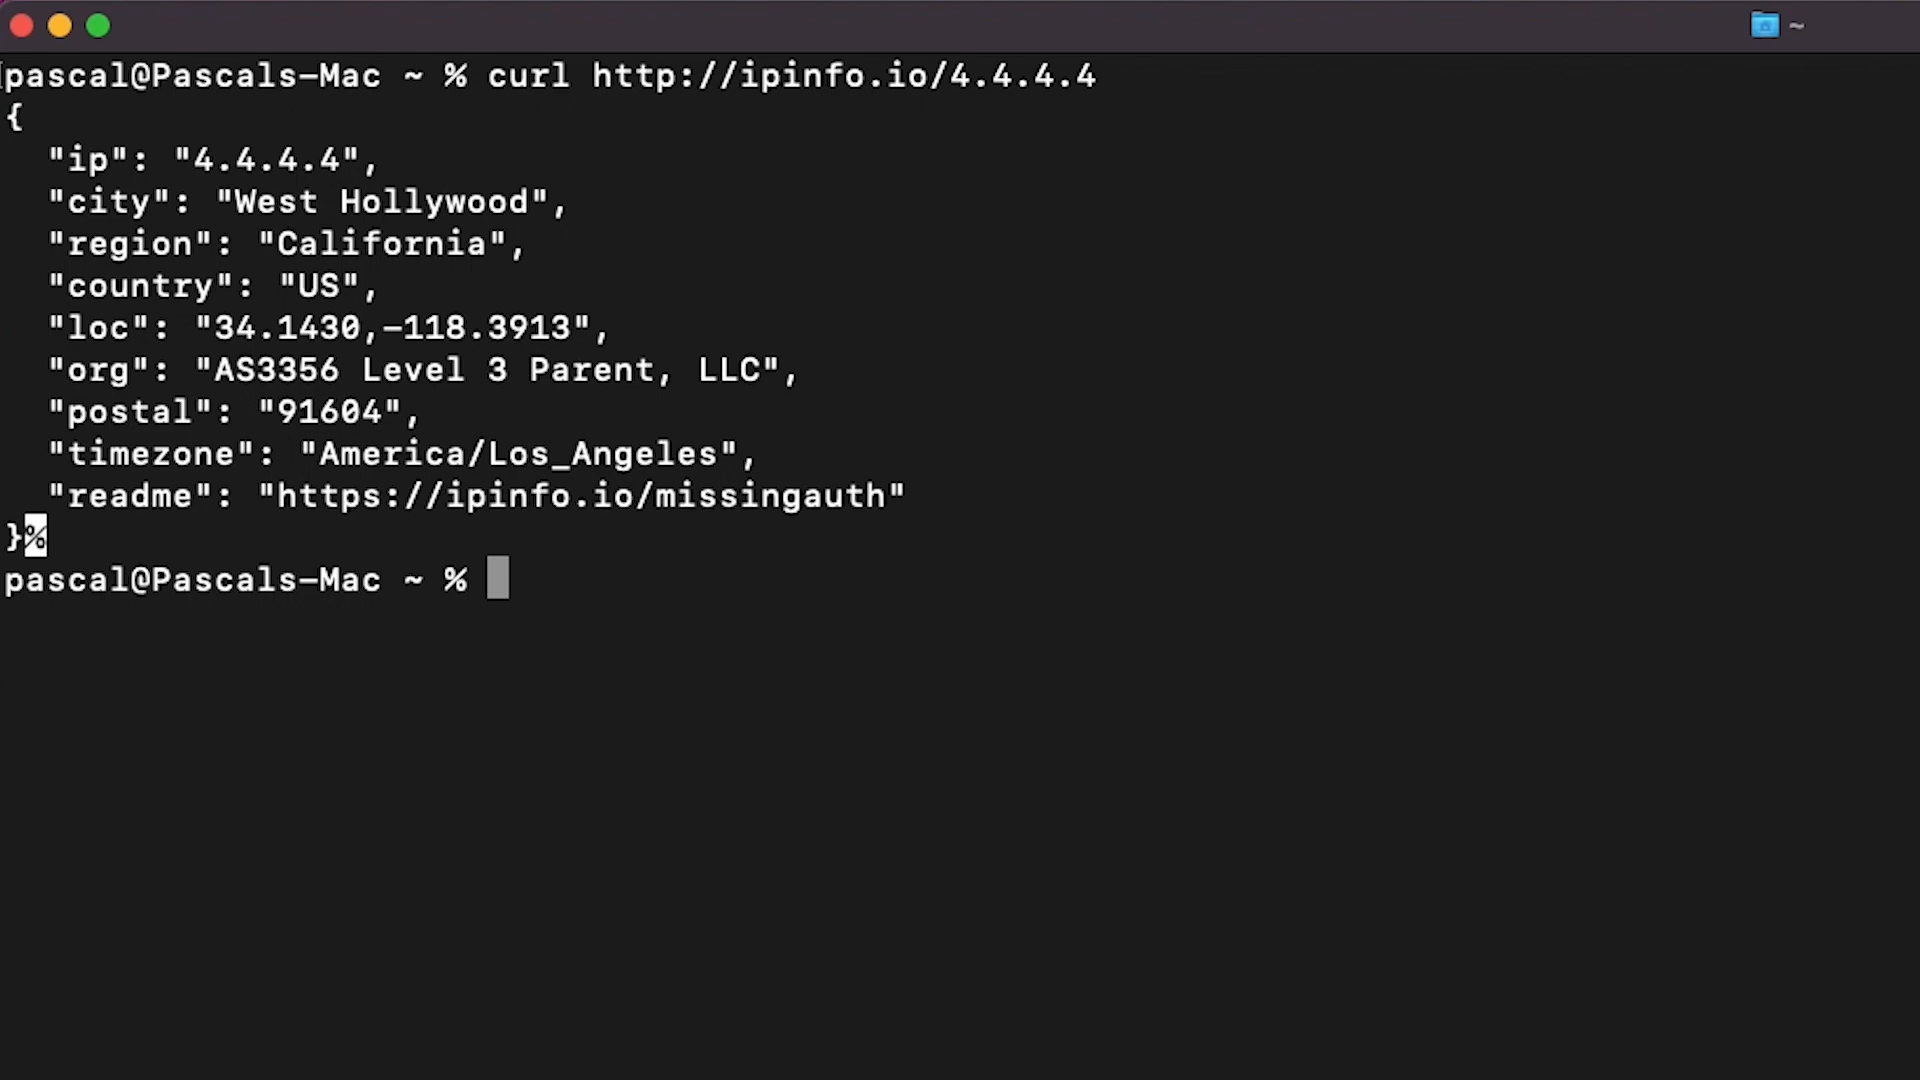 ~
pascal@Pascals-Mac ~ % curl http://ipinfo.io/4.4.4.4
{
  "ip": "4.4.4.4",
  "city": "West Hollywood",
  "region": "California",
  "country": "US",
  "loc": "34.1430,-118.3913",
  "org": "AS3356 Level 3 Parent, LLC",
  "postal": "91604",
  "timezone": "America/Los_Angeles",
  "readme": "https://ipinfo.io/missingauth"
}%
pascal@Pascals-Mac ~ %